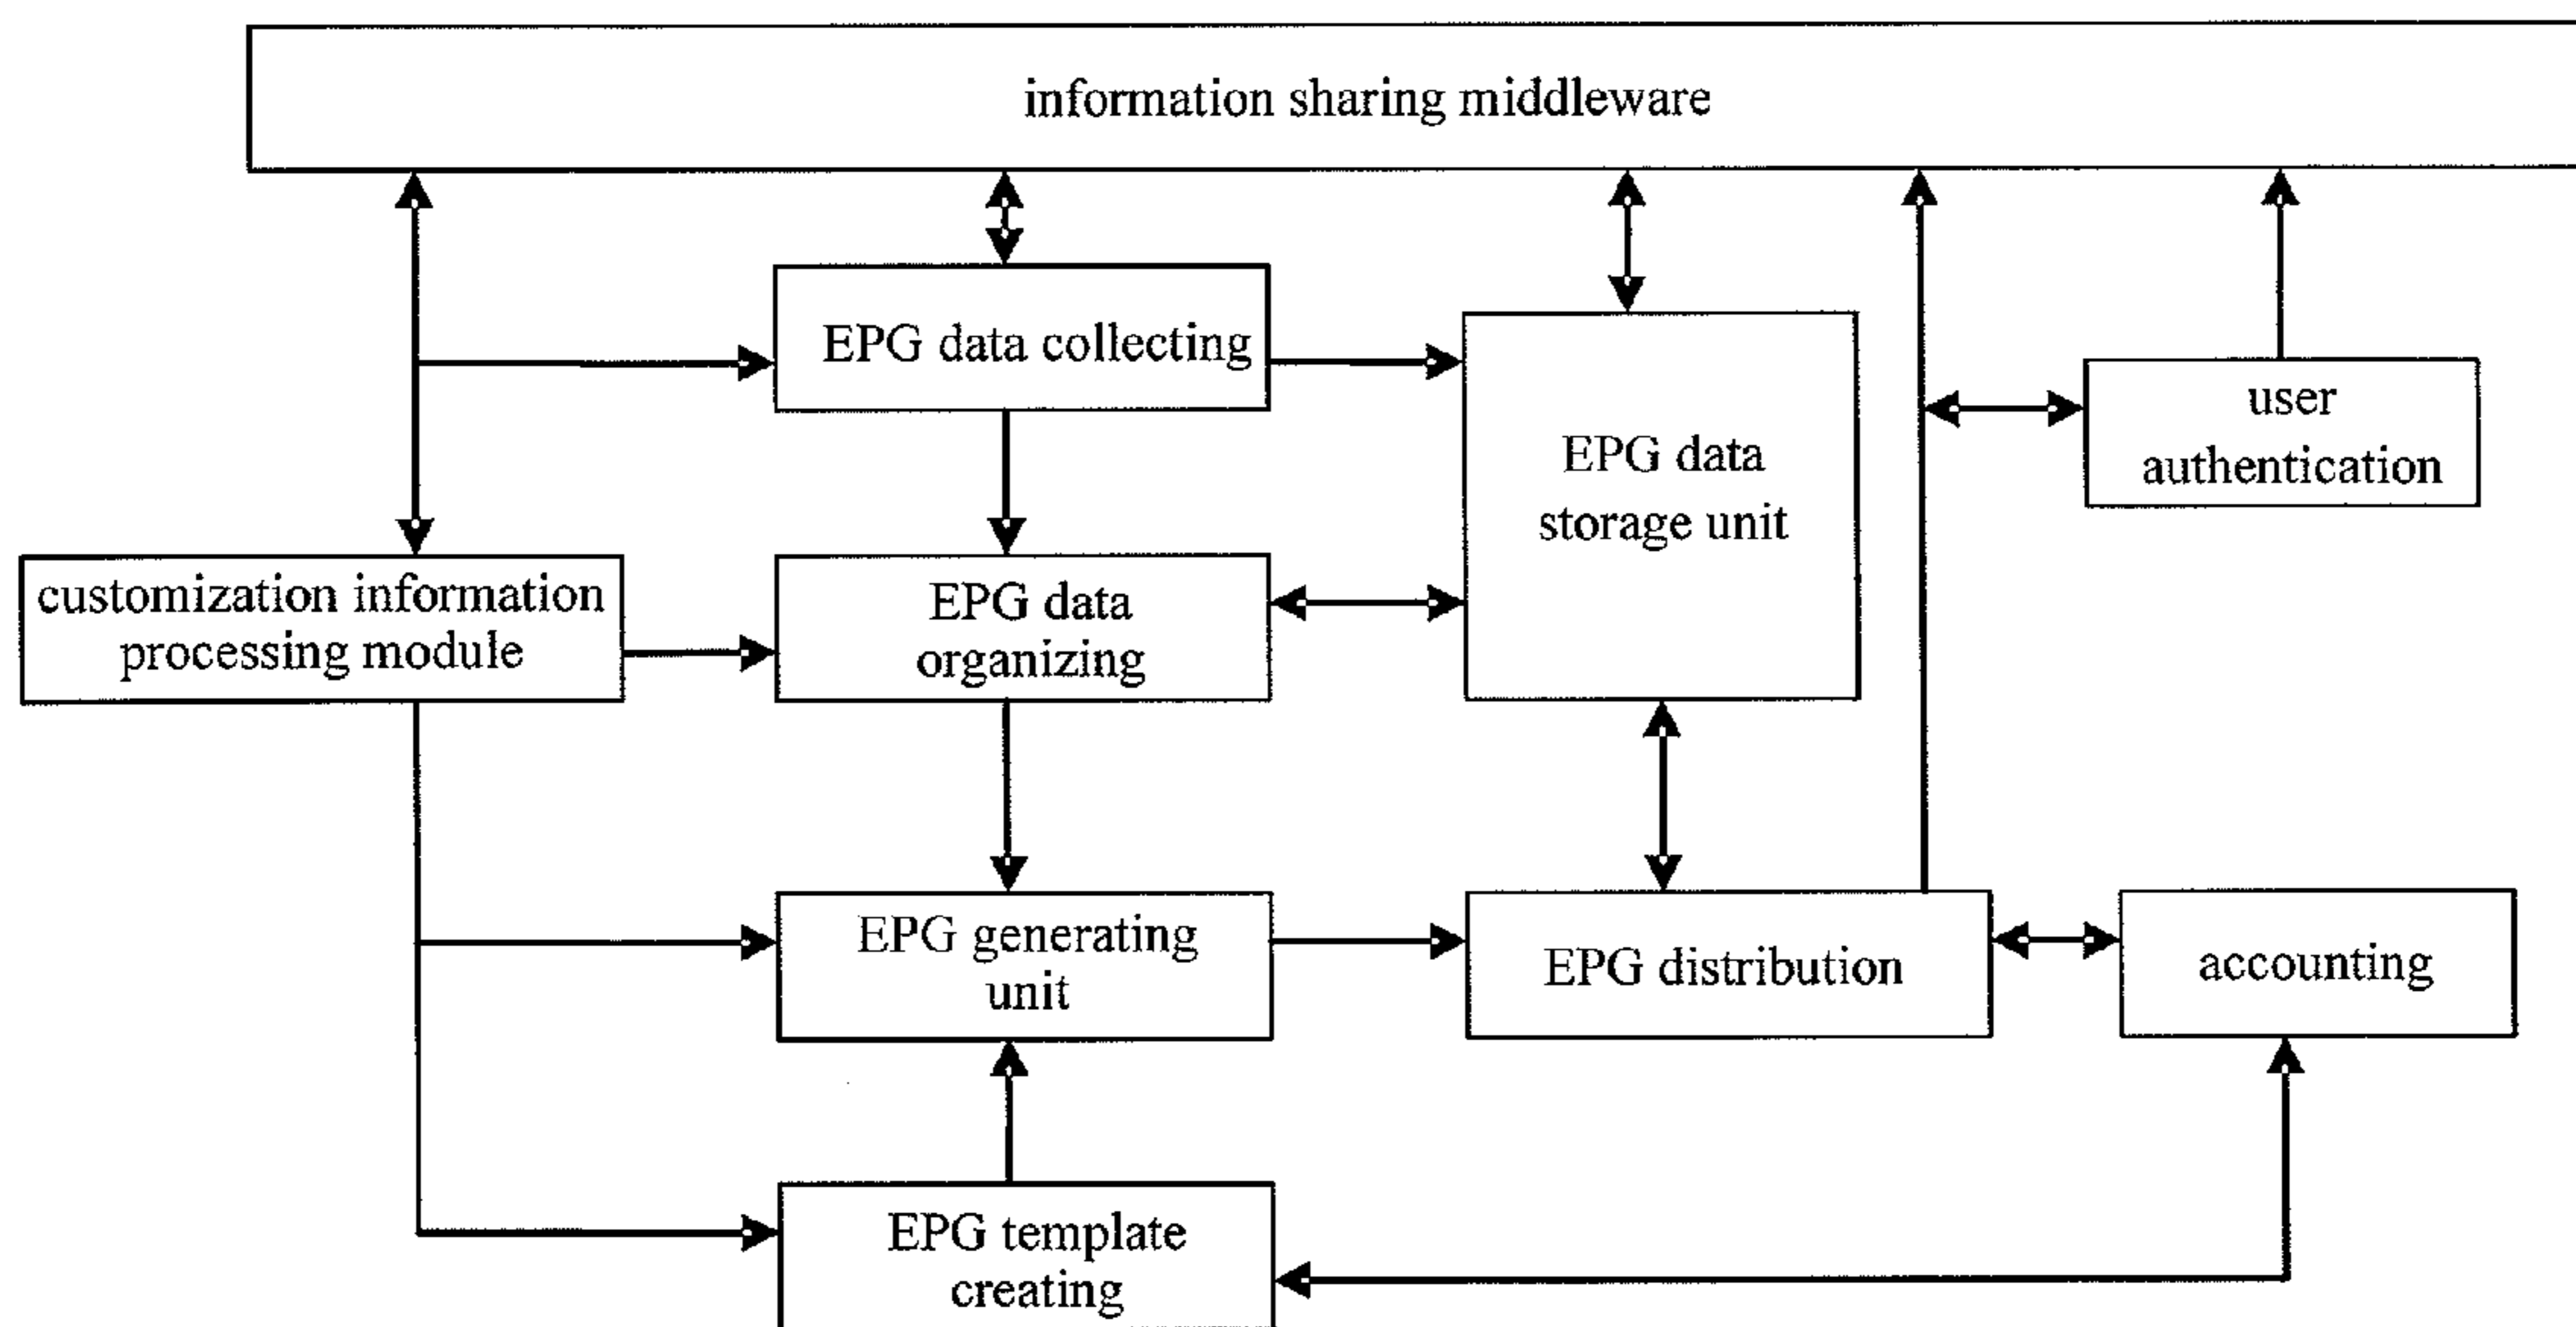 information sharing middleware
EPG data collecting
EPG data
storage unit
user
authentication
customization information
processing module
EPG data
organizing
EPG generating
unit
EPG distribution
accounting
EPG template
creating